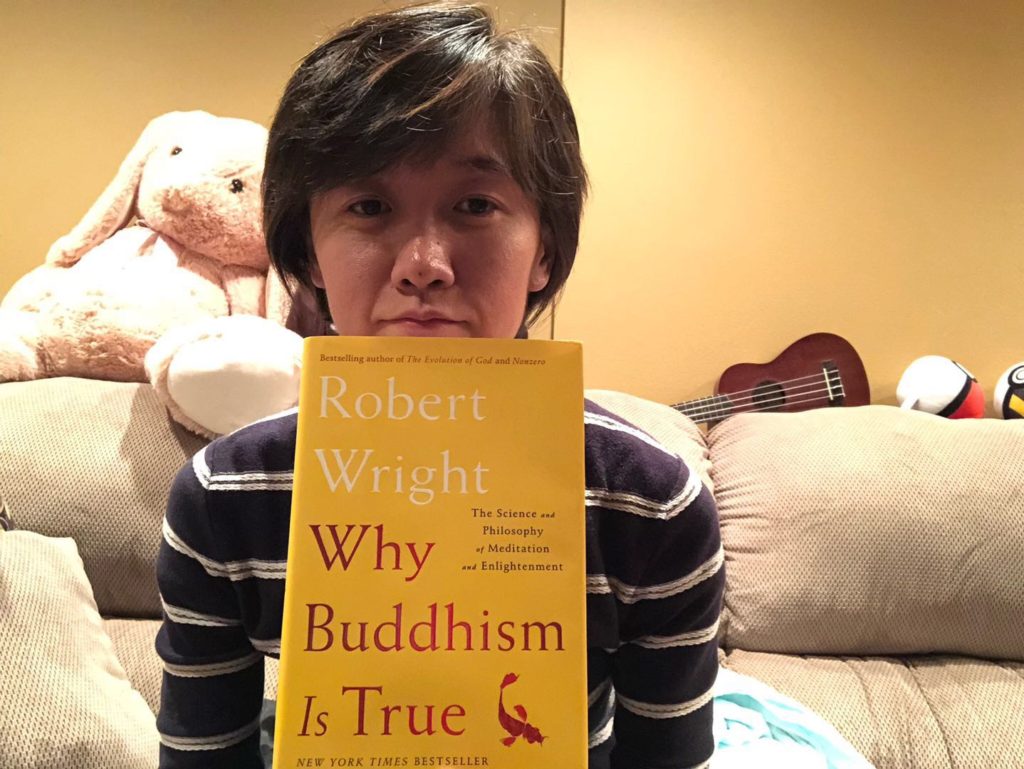 Bestselling author of The Evolution of God and Nonzero
Robert
Wright
The Science and
Philosophy
of Meditation
and Enlightenment
Why
Buddhism
Is True
NEW YORK TIMES BESTSELLER